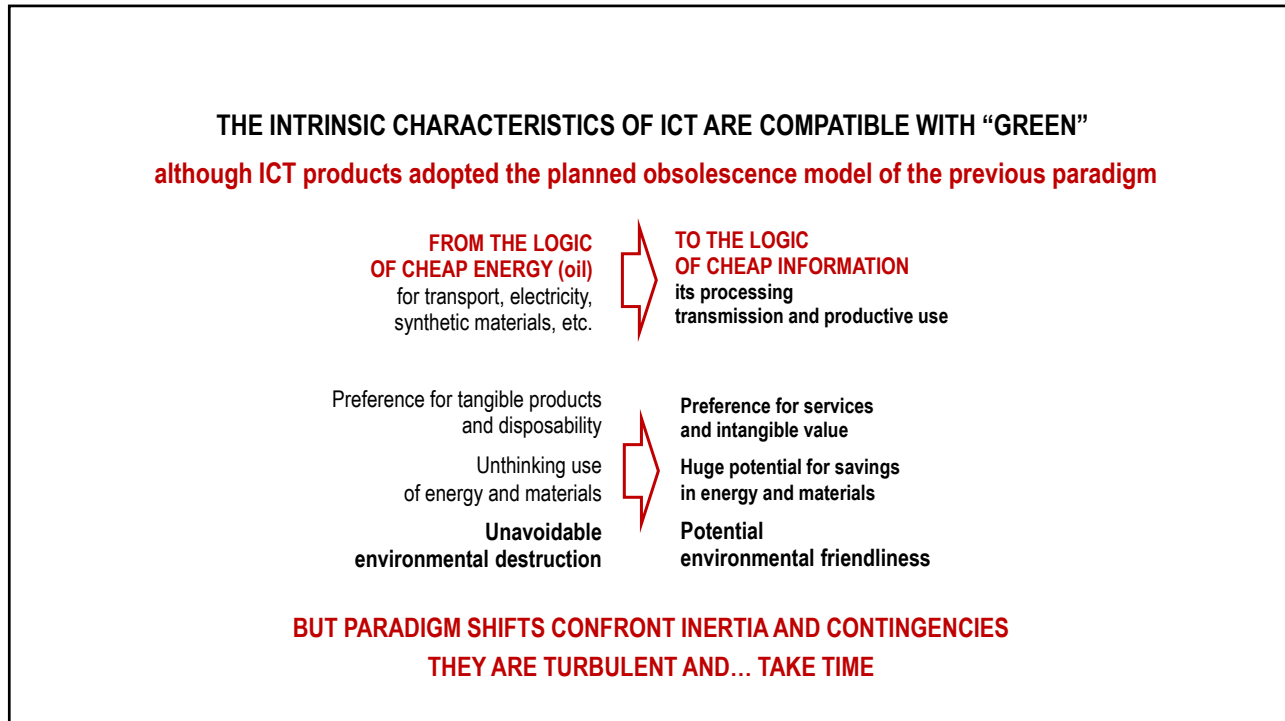 THE INTRINSIC CHARACTERISTICS OF ICT ARE COMPATIBLE WITH “GREEN”
although ICT products adopted the planned obsolescence model of the previous paradigm
FROM THE LOGIC
OF CHEAP ENERGY (oil)
for transport, electricity,
synthetic materials, etc.
TO THE LOGIC
OF CHEAP INFORMATION
its processing
transmission and productive use
Preference for tangible products
and disposability
Preference for services
and intangible value
Unthinking use
of energy and materials
Huge potential for savings
in energy and materials
Unavoidable
environmental destruction
Potential
environmental friendliness
BUT PARADIGM SHIFTS CONFRONT INERTIA AND CONTINGENCIES
THEY ARE TURBULENT AND… TAKE TIME